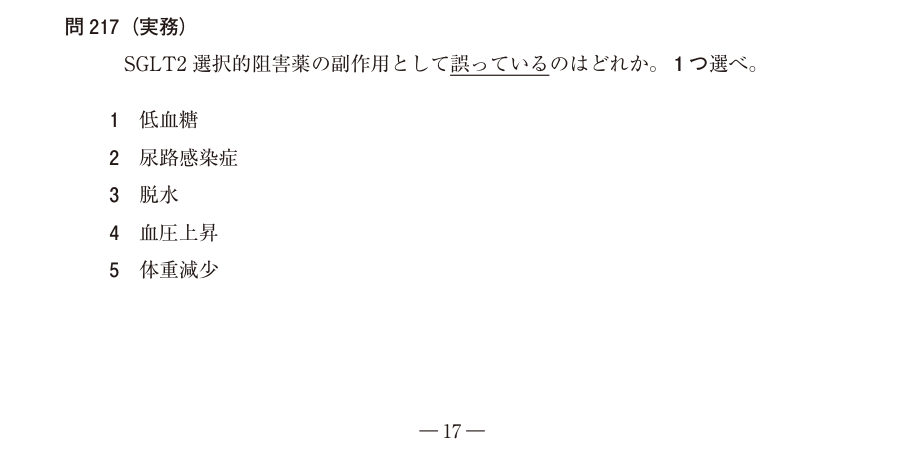 問 217（実務）
SGLT2 選択的阻害薬の副作用として誤っているのはどれか。1 つ選べ。
1 低血糖
2 尿路感染症
3 脱水
4 血圧上昇
5 体重減少
― 17 ―